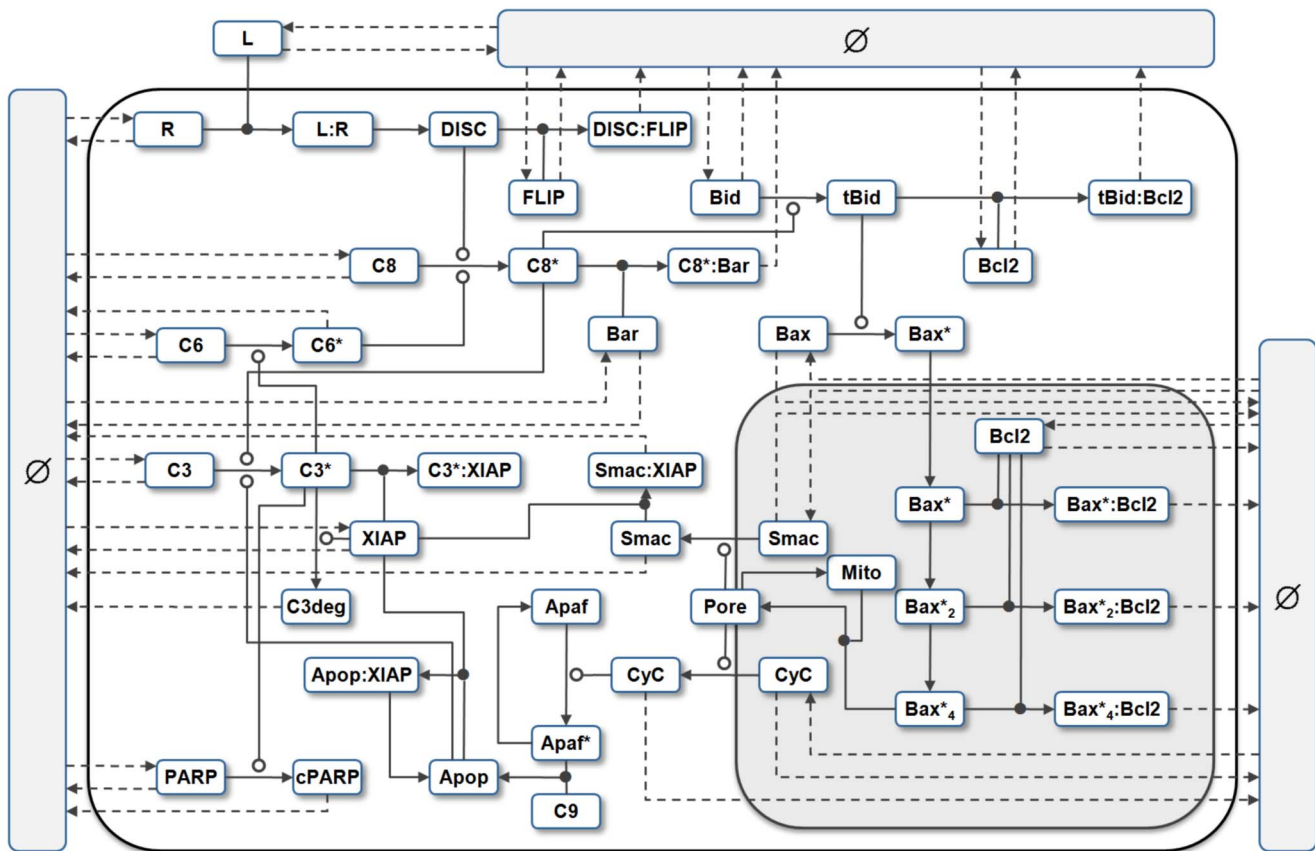 L
∅
R
L:R
DISC
DISC:FLIP
FLIP
Bid
tBid
tBid:Bcl2
C8
C8*
C8*:Bar
Bcl2
C6
C6*
Bar
Bax
Bax*
Bcl2
∅
C3
C3*
C3*:XIAP
Smac:XIAP
Bax*
Bax*:Bcl2
XIAP
Smac
Smac
Mito
C3deg
Apaf
Pore
Bax*2
Bax*2:Bcl2
∅
Apop:XIAP
CyC
CyC
Bax*4
Bax*4:Bcl2
Apaf*
PARP
cPARP
Apop
C9